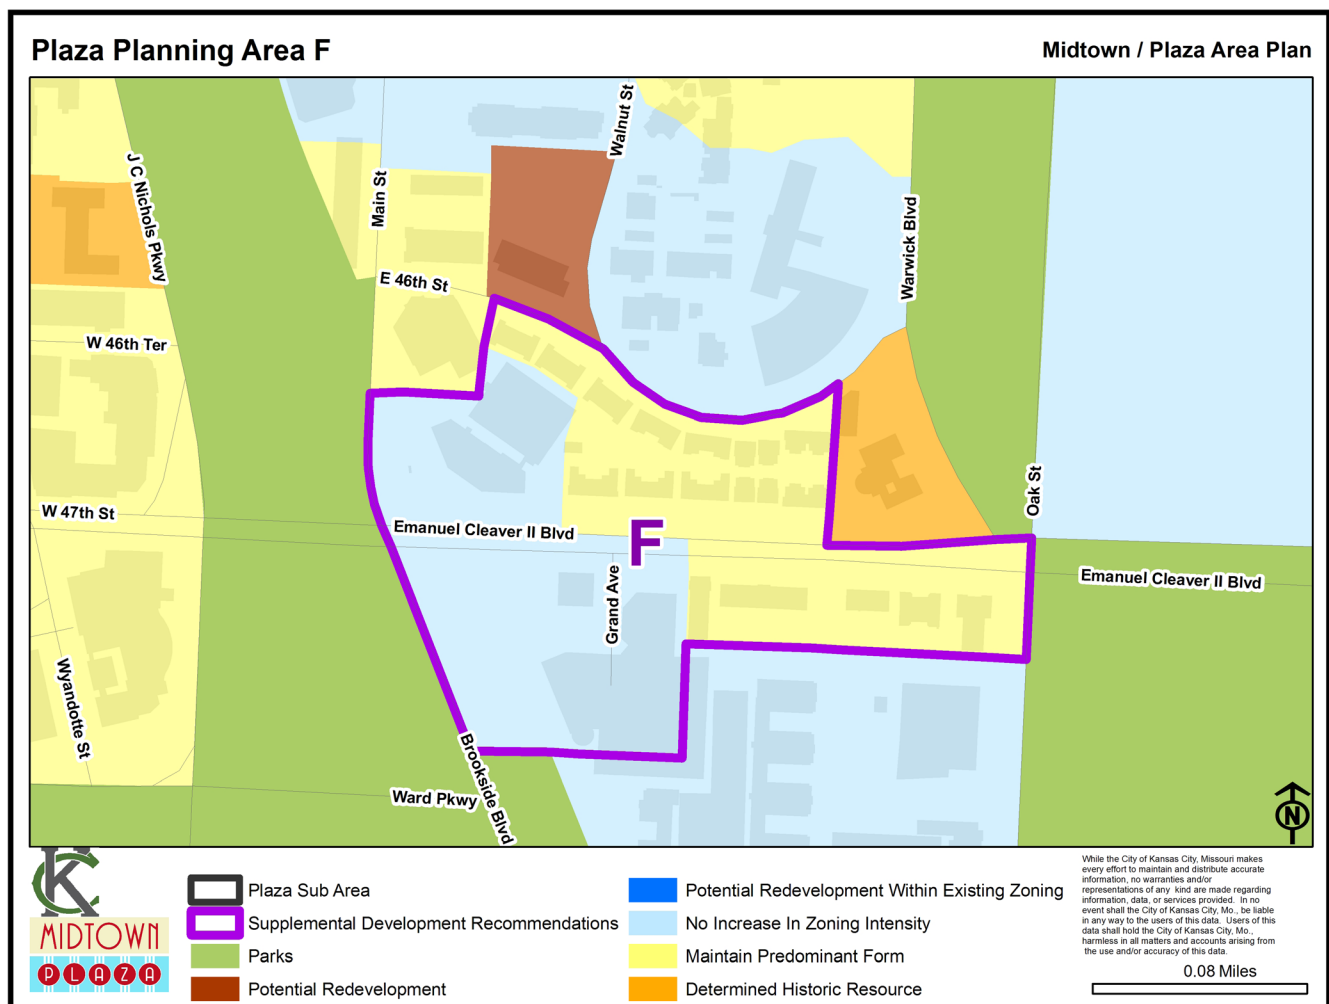 Plaza Planning Area F
Midtown / Plaza Area Plan
Walnut St
J C Nichols Pkwy
Main St
Warwick Blvd
E 46th St
W 46th Ter
Oak St
W 47th St
Emanuel Cleaver II Blvd
F
Emanuel Cleaver II Blvd
Grand Ave
Wyandotte St
Brookside Blvd
Ward Pkwy
N
KC
MIDTOWN
PLAZA
Plaza Sub Area
Supplemental Development Recommendations
Parks
Potential Redevelopment
Potential Redevelopment Within Existing Zoning
No Increase In Zoning Intensity
Maintain Predominant Form
Determined Historic Resource
While the City of Kansas City, Missouri makes
every effort to maintain and distribute accurate
information, no warranties and/or
representations of any kind are made regarding
information, data, or services provided. In no
event shall the City of Kansas City, Mo., be liable
in any way to the users of this data. Users of this
data shall hold the City of Kansas City, Mo.,
harmless in all matters and accounts arising from
the use and/or accuracy of this data.
0.08 Miles